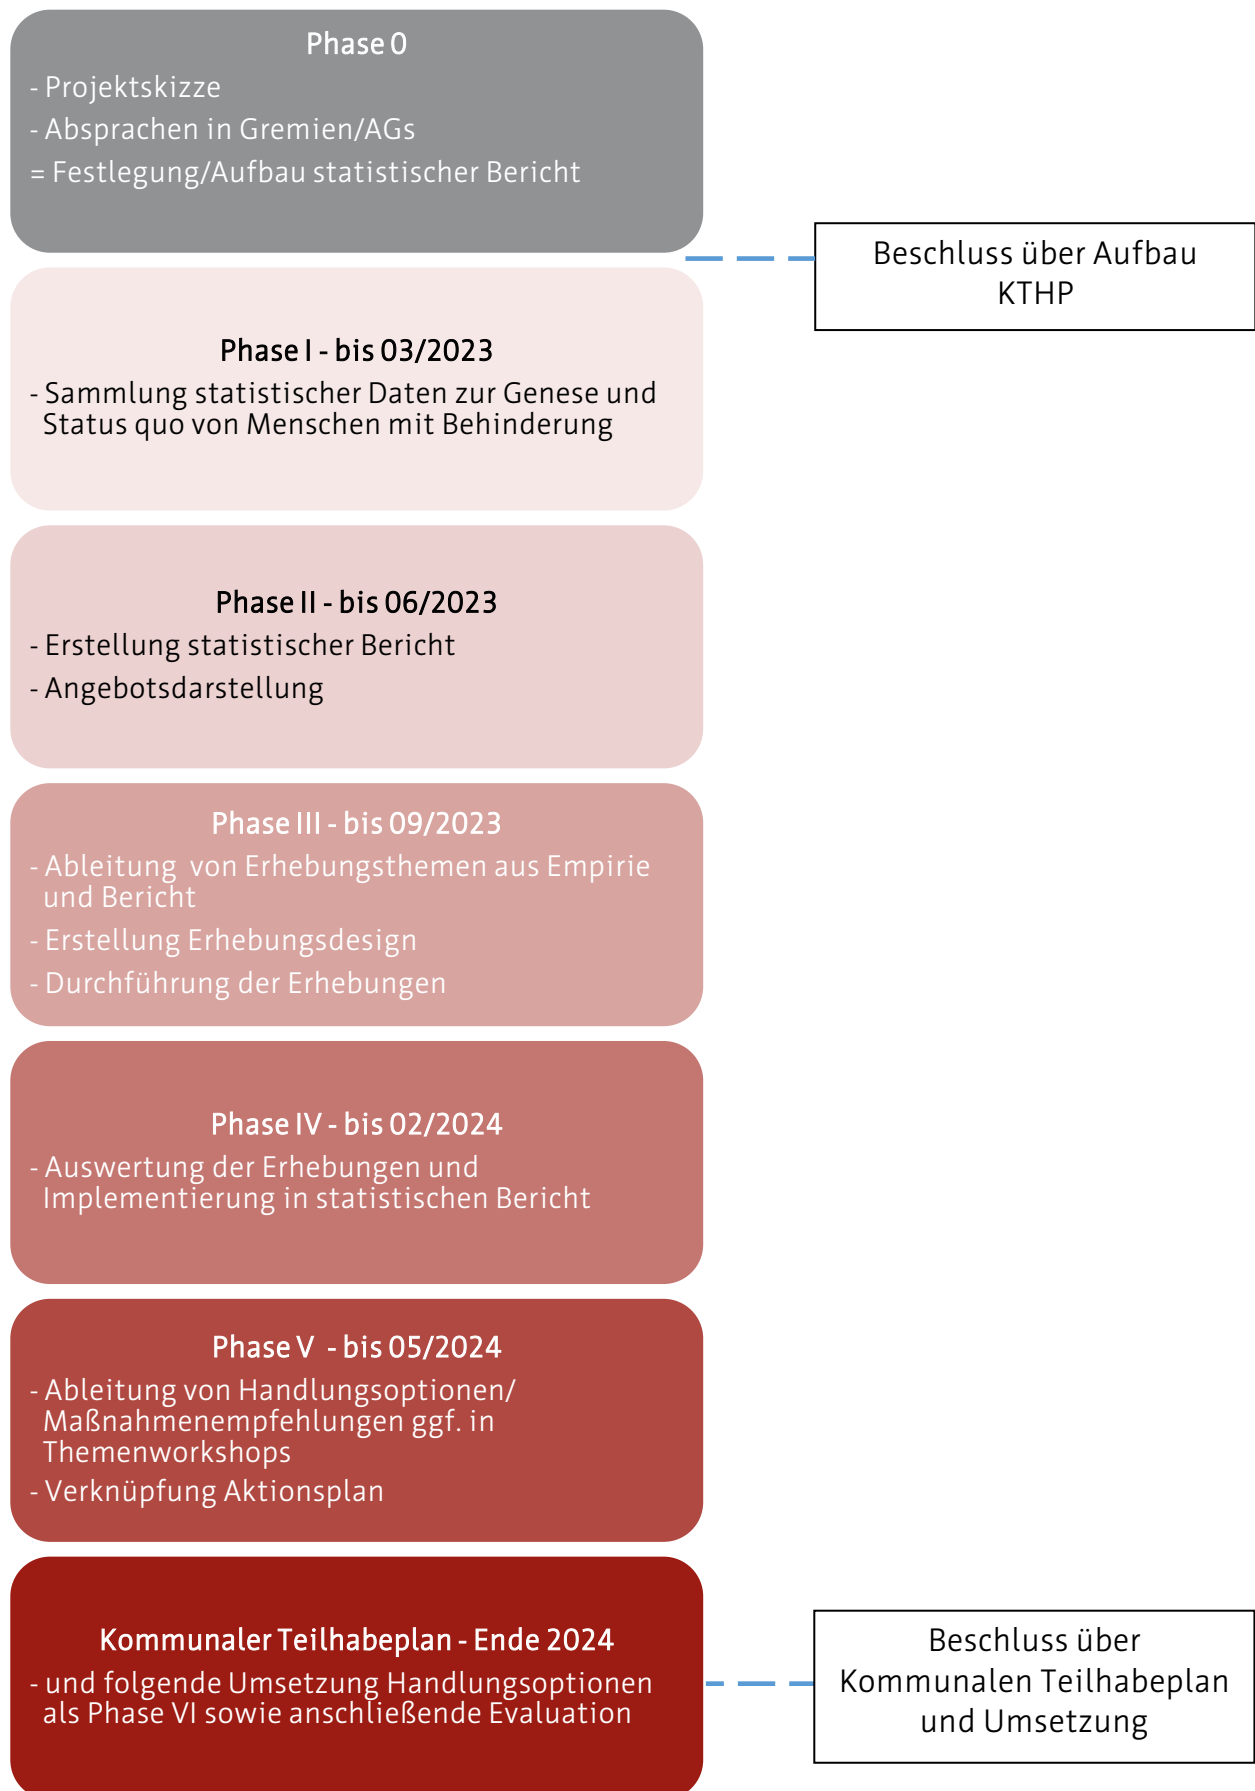 Phase 0
- Projektskizze
- Absprachen in Gremien/AGs
= Festlegung/Aufbau statistischer Bericht
Beschluss über Aufbau
KTHP
Phase I - bis 03/2023
- Sammlung statistischer Daten zur Genese und
Status quo von Menschen mit Behinderung
Phase II - bis 06/2023
- Erstellung statistischer Bericht
- Angebotsdarstellung
Phase III - bis 09/2023
- Ableitung  von Erhebungsthemen aus Empirie
und Bericht
- Erstellung Erhebungsdesign
- Durchführung der Erhebungen
Phase IV - bis 02/2024
- Auswertung der Erhebungen und
Implementierung in statistischen Bericht
Phase V  - bis 05/2024
- Ableitung von Handlungsoptionen/
Maßnahmenempfehlungen ggf. in
Themenworkshops
- Verknüpfung Aktionsplan
Kommunaler Teilhabeplan - Ende 2024
- und folgende Umsetzung Handlungsoptionen
als Phase VI sowie anschließende Evaluation
Beschluss über
Kommunalen Teilhabeplan
und Umsetzung